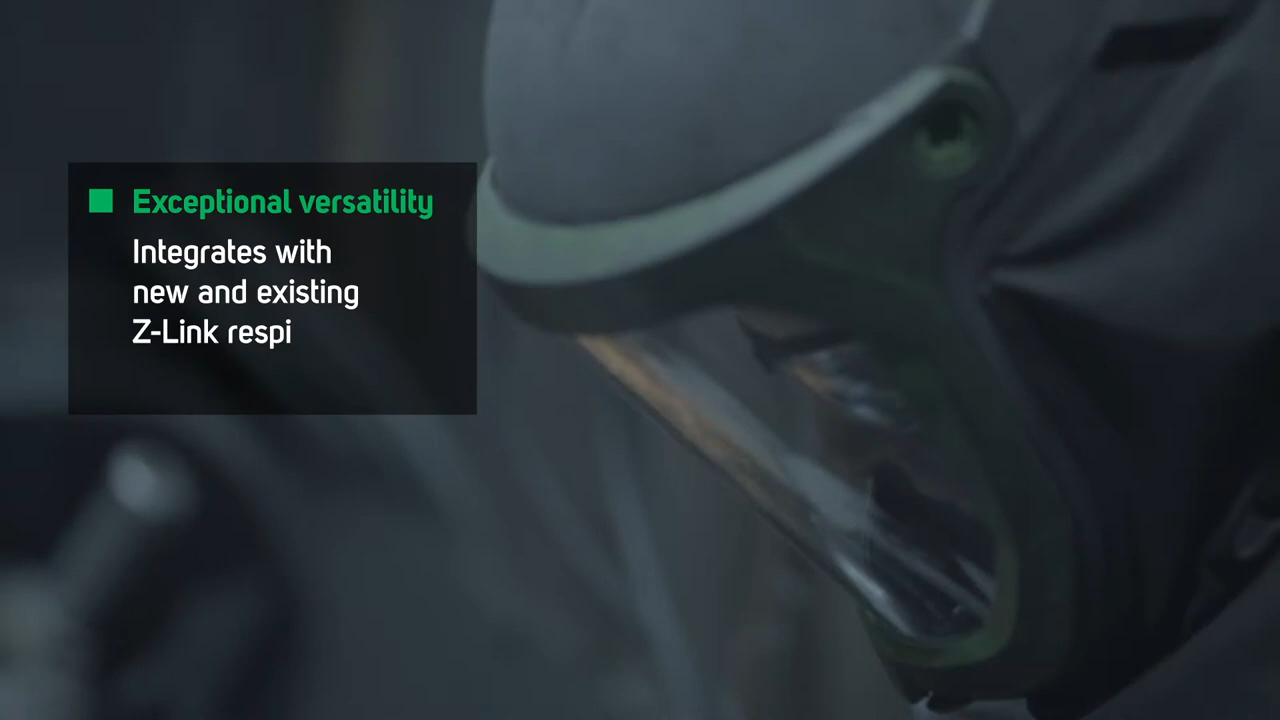 Exceptional versatility
Integrates with
new and existing
Z-Link respi